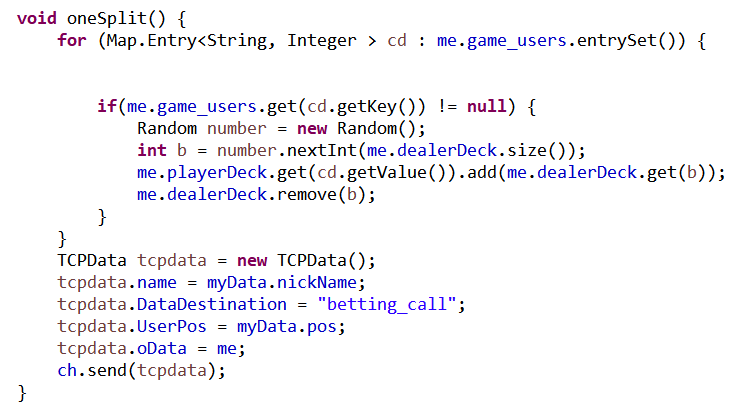 void oneSplit() {
for (Map.Entry<String, Integer > cd : me.game_users.entrySet()) {
if(me.game_users.get(cd.getKey()) != null) {
Random number = new Random();
int b = number.nextInt(me.dealerDeck.size());
me.playerDeck.get(cd.getValue()).add(me.dealerDeck.get(b));
me.dealerDeck.remove(b);
}
}
TCPData tcpdata = new TCPData();
tcpdata.name = myData.nickName;
tcpdata.DataDestination = "betting_call";
tcpdata.UserPos = myData.pos;
tcpdata.oData = me;
ch.send(tcpdata);
}